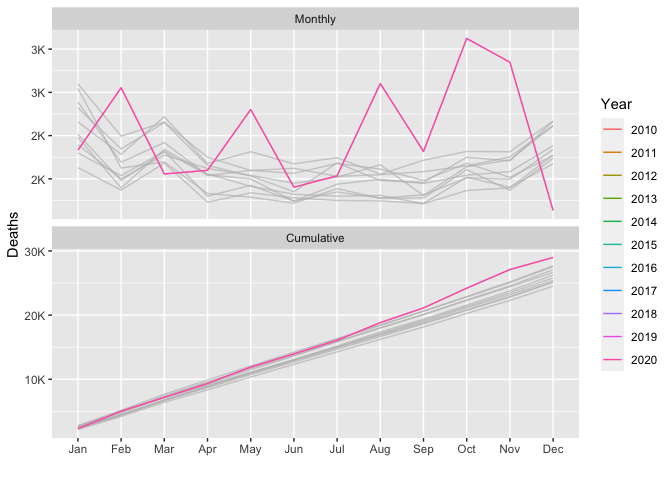 Monthly
3K
3K
2K
2K
Deaths
Cumulative
30K
20K
10K
Jan Feb Mar Apr May Jun Jul Aug Sep Oct Nov Dec
Year
2010
2011
2012
2013
2014
2015
2016
2017
2018
2019
2020